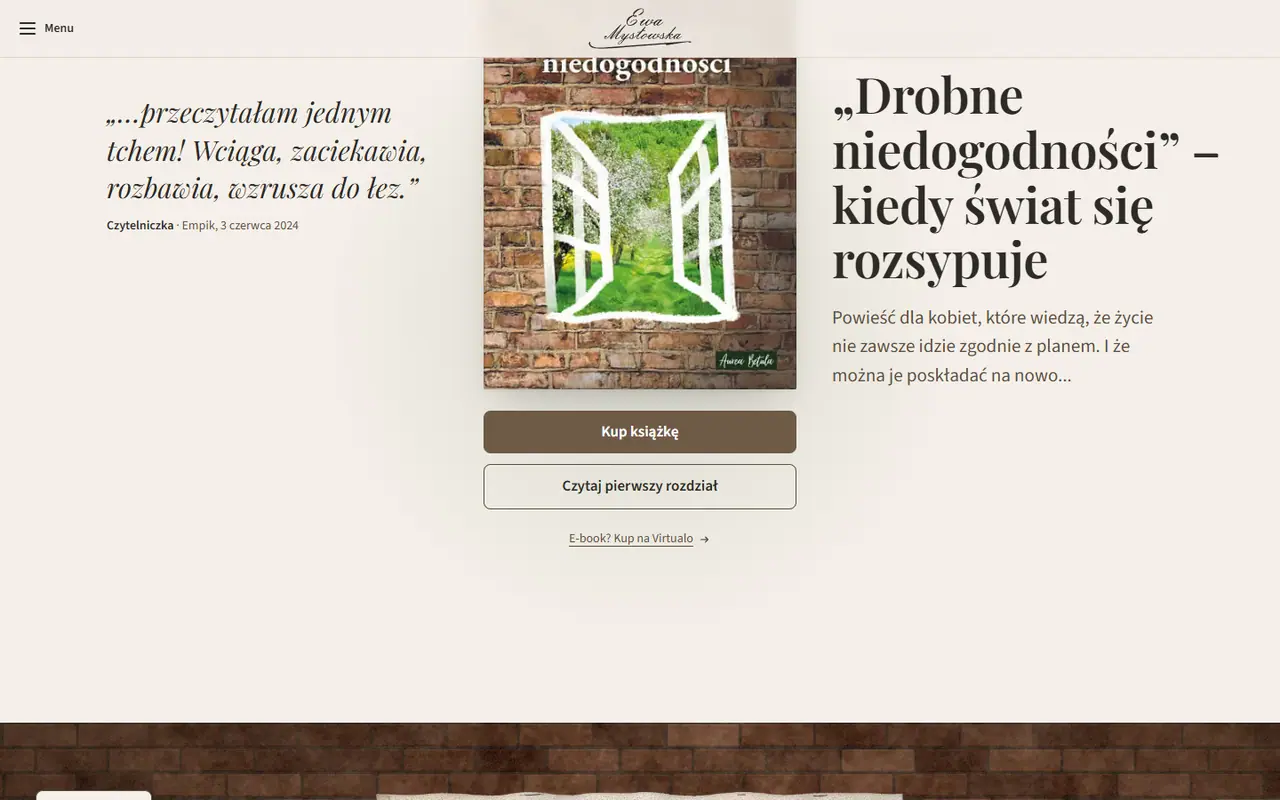 Menu
Ewa
Mysłowska
niedogodności
„...przeczytałam jednym
tchem! Wciąga, zaciekawia,
rozbawia, wzrusza do łez.”
Czytelniczka · Empik, 3 czerwca 2024
Aurea Betula
Kup książkę
Czytaj pierwszy rozdział
E-book? Kup na Virtualo →
„Drobne
niedogodności” –
kiedy świat się
rozsypuje
Powieść dla kobiet, które wiedzą, że życie
nie zawsze idzie zgodnie z planem. I że
można je poskładać na nowo...